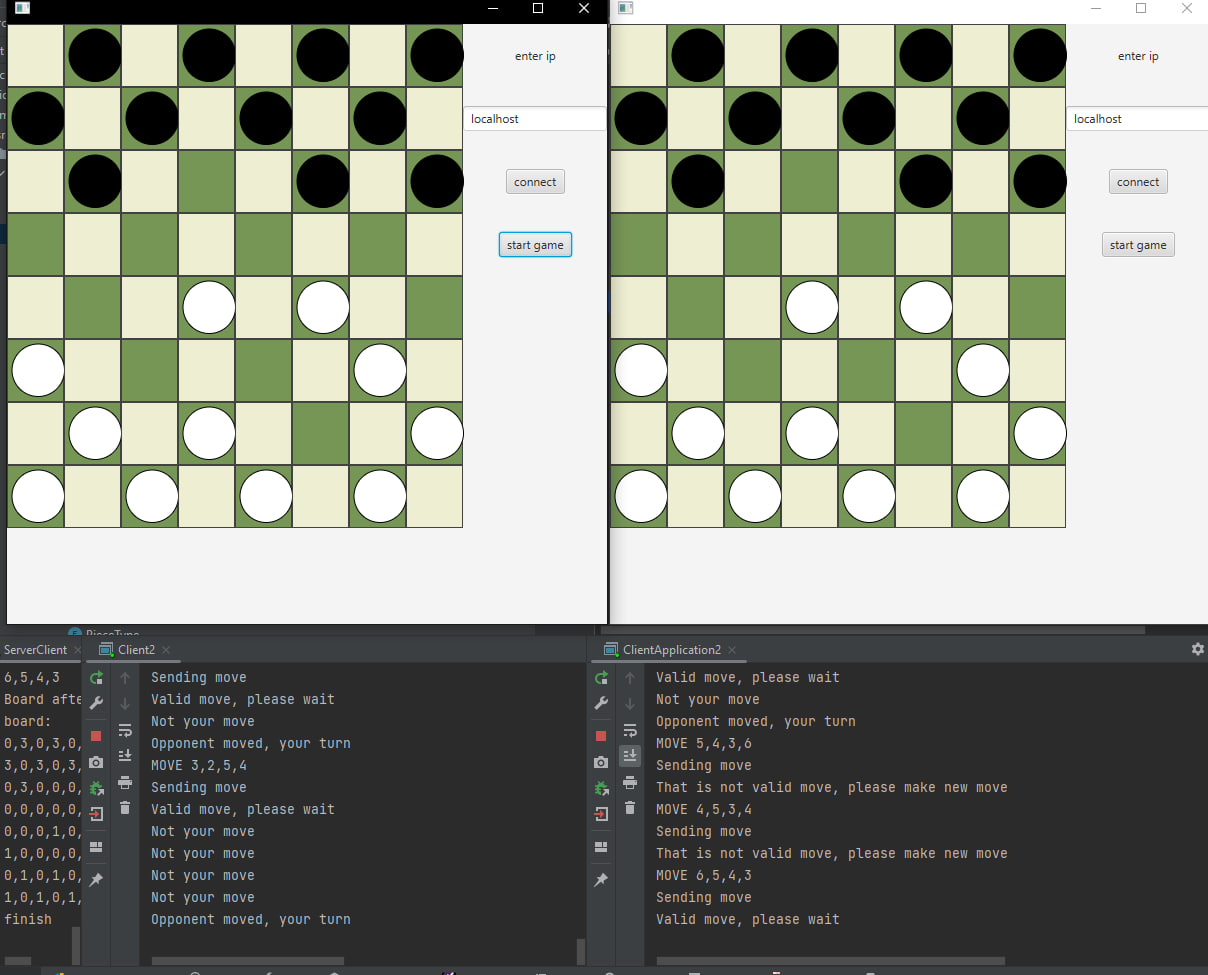 enter ip
localhost
connect
start game
enter ip
localhost
connect
start game
PieceType
ServerClient
Client2
ClientApplication2
6,5,4,3
Board afte
board:
0,3,0,3,0,
3,0,3,0,3,
0,3,0,0,0,
0,0,0,0,0,
0,0,0,1,0,
1,0,0,0,0,
0,1,0,1,0,
1,0,1,0,1,
finish
Sending move
Valid move, please wait
Not your move
Opponent moved, your turn
MOVE 3,2,5,4
Sending move
Valid move, please wait
Not your move
Not your move
Not your move
Not your move
Opponent moved, your turn
Valid move, please wait
Not your move
Opponent moved, your turn
MOVE 5,4,3,6
Sending move
That is not valid move, please make new move
MOVE 4,5,3,4
Sending move
That is not valid move, please make new move
MOVE 6,5,4,3
Sending move
Valid move, please wait